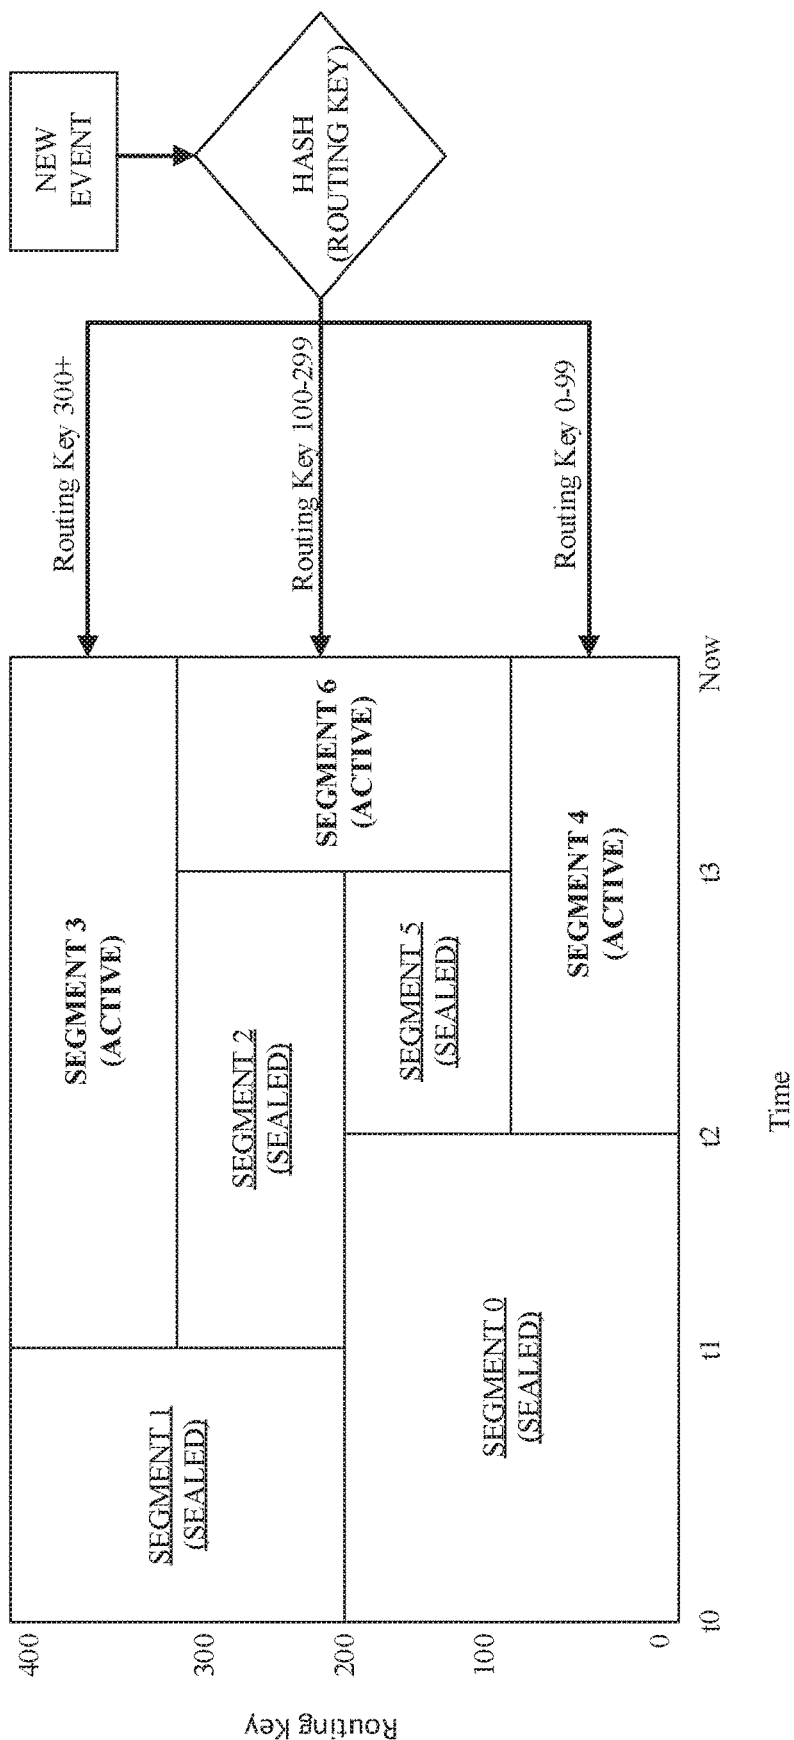 NEW
EVENT
HASH
(ROUTING KEY)
Routing Key 300+
Routing Key 100-299
Routing Key 0-99
SEGMENT 1
(SEALED)
SEGMENT 3
(ACTIVE)
SEGMENT 2
(SEALED)
SEGMENT 6
(ACTIVE)
SEGMENT 0
(SEALED)
SEGMENT 5
(SEALED)
SEGMENT 4
(ACTIVE)
400
300
200
100
0
Routing Key
t0
t1
t2
t3
Now
Time